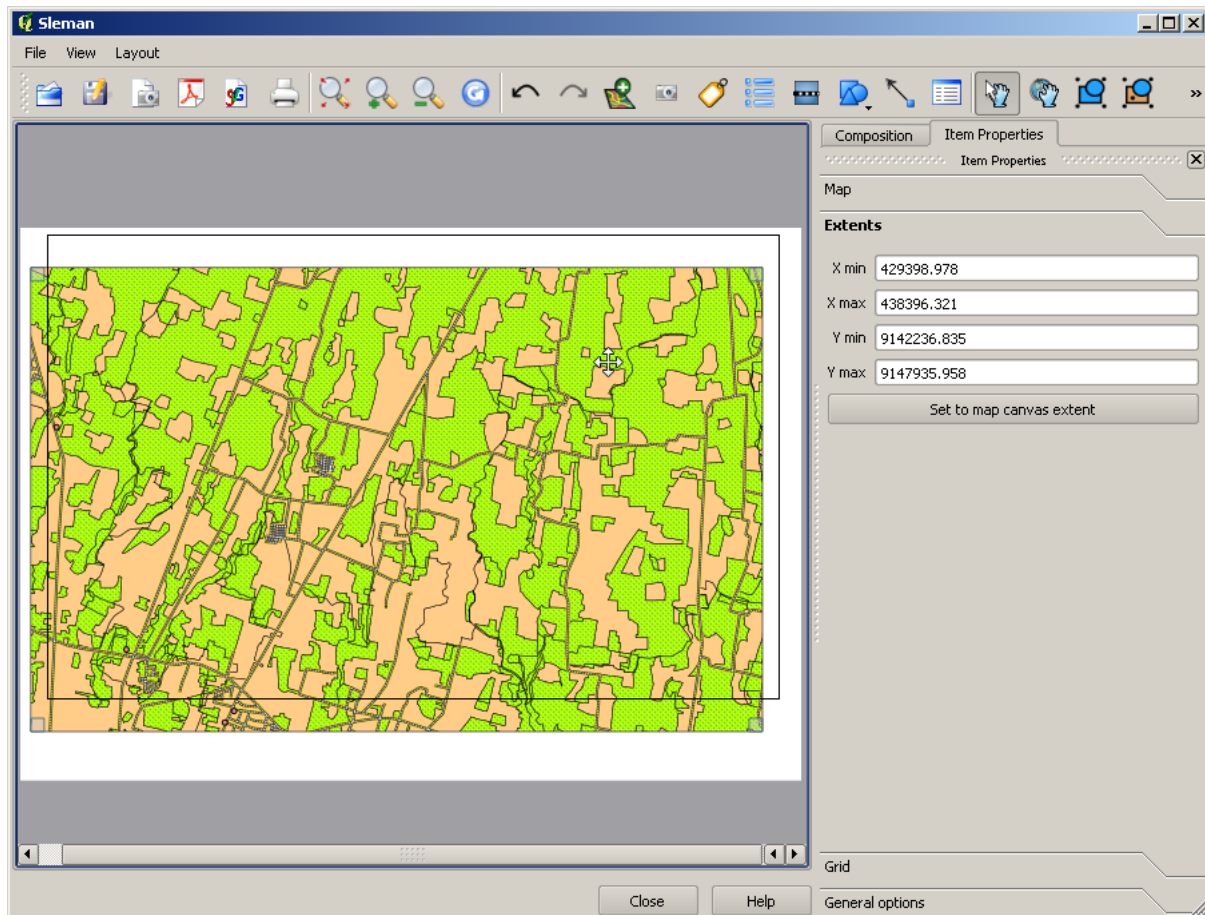 Sleman
File View Layout
»
Composition Item Properties
Item Properties
Map
Extents
X min 429398.978
X max 438396.321
Y min 9142236.835
Y max 9147935.958
Set to map canvas extent
Grid
Close Help General options